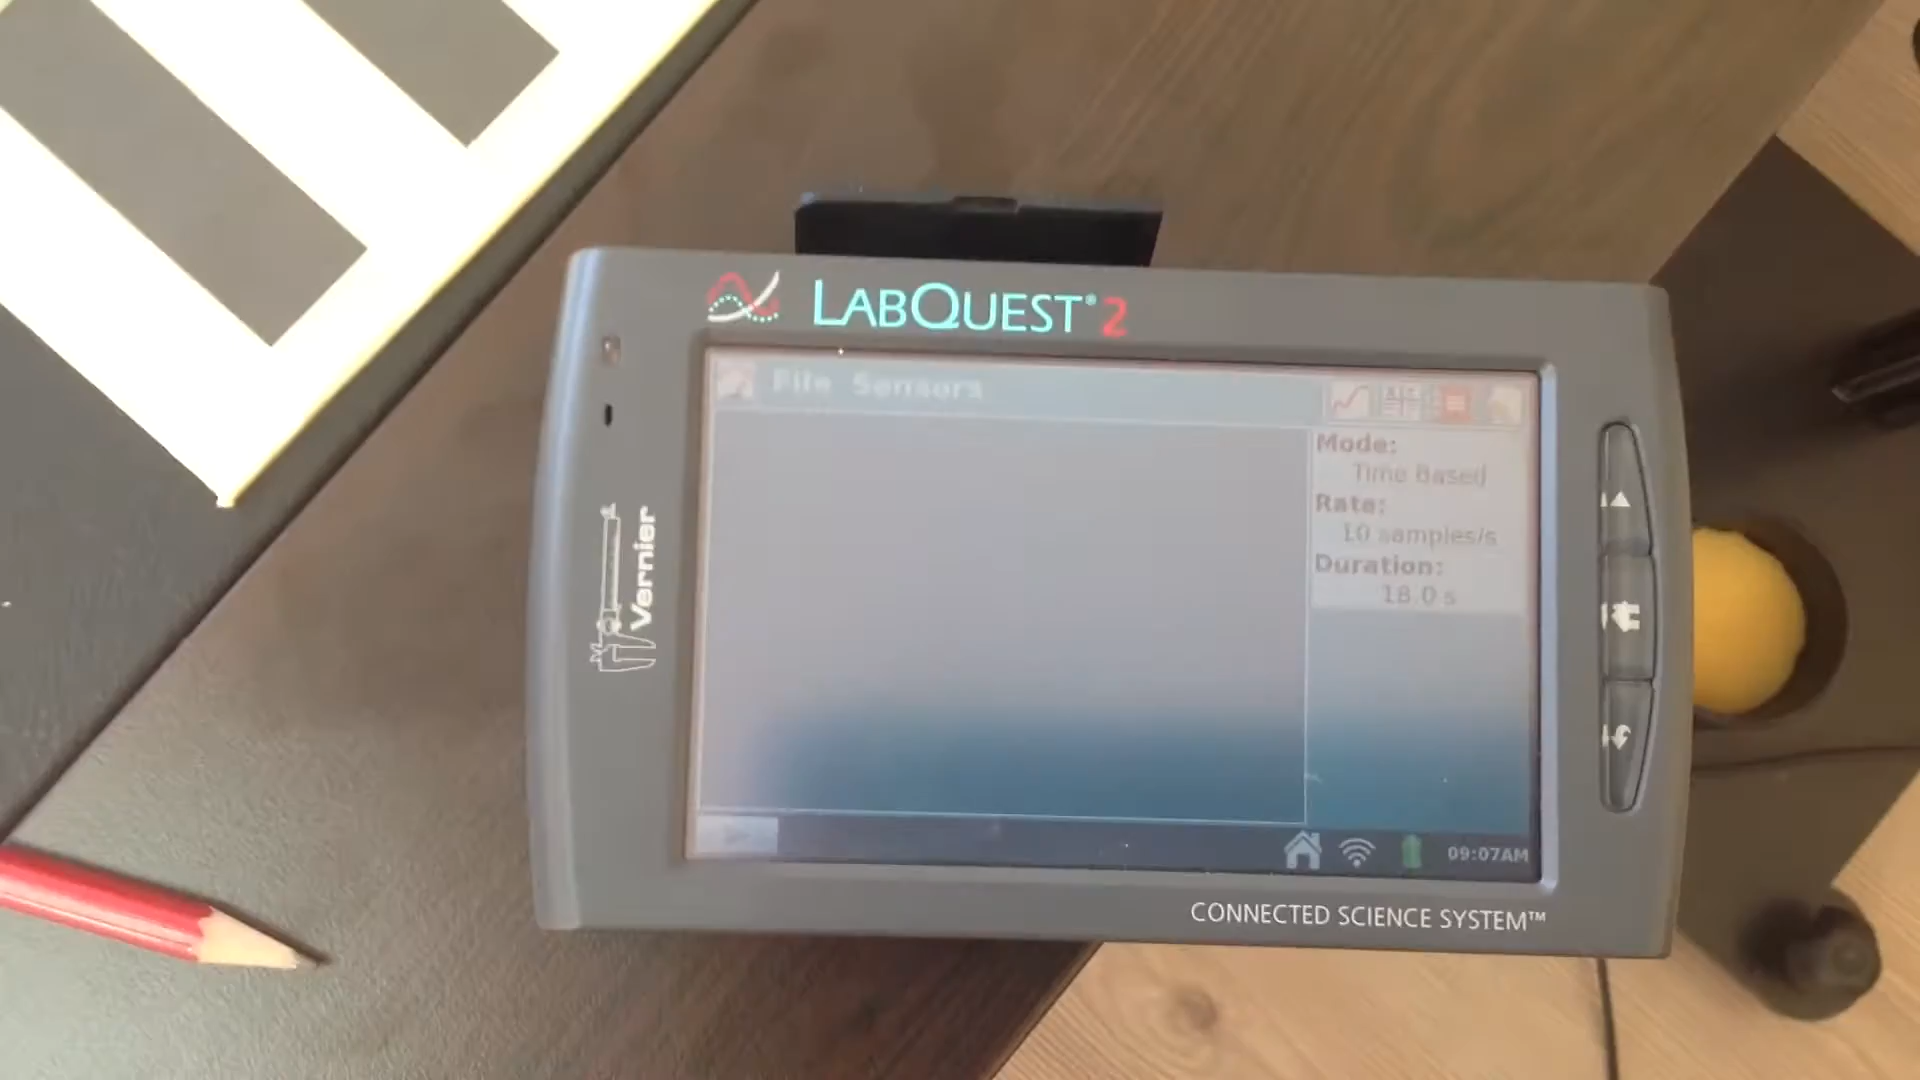 LABQUEST® 2
File Sensors
Mode:
Time Based
Rate:
10 samples/s
Duration:
18.0 s
Vernier
09:07AM
CONNECTED SCIENCE SYSTEM™